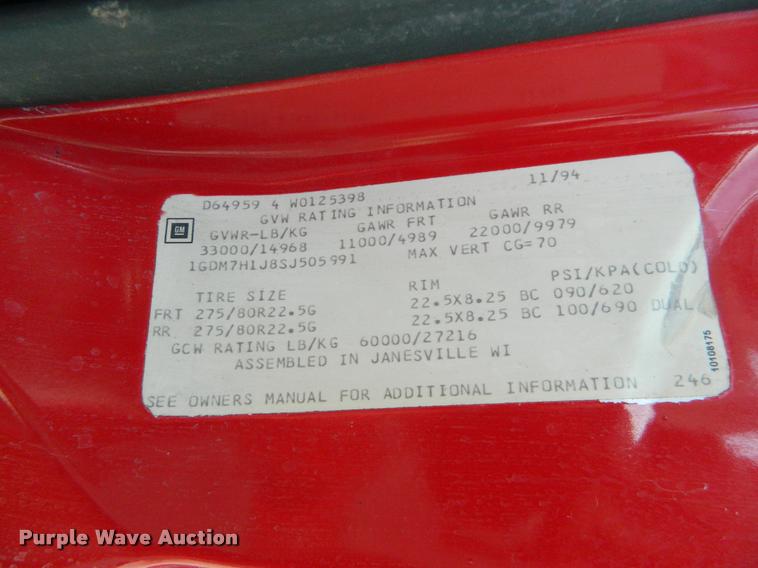 D64959 4 W0125398 11/94
GVW RATING INFORMATION
GM GVWR-LB/KG GAWR FRT GAWR RR
33000/14968 11000/4989 22000/9979
1GDM7H1J8SJ505991 MAX VERT CG=70
TIRE SIZE RIM PSI/KPA(COLD)
FRT 275/80R22.5G 22.5X8.25 BC 090/620
RR 275/80R22.5G 22.5X8.25 BC 100/690 DUAL
GCW RATING LB/KG 60000/27216
ASSEMBLED IN JANESVILLE WI
10108175
SEE OWNERS MANUAL FOR ADDITIONAL INFORMATION 246
Purple Wave Auction